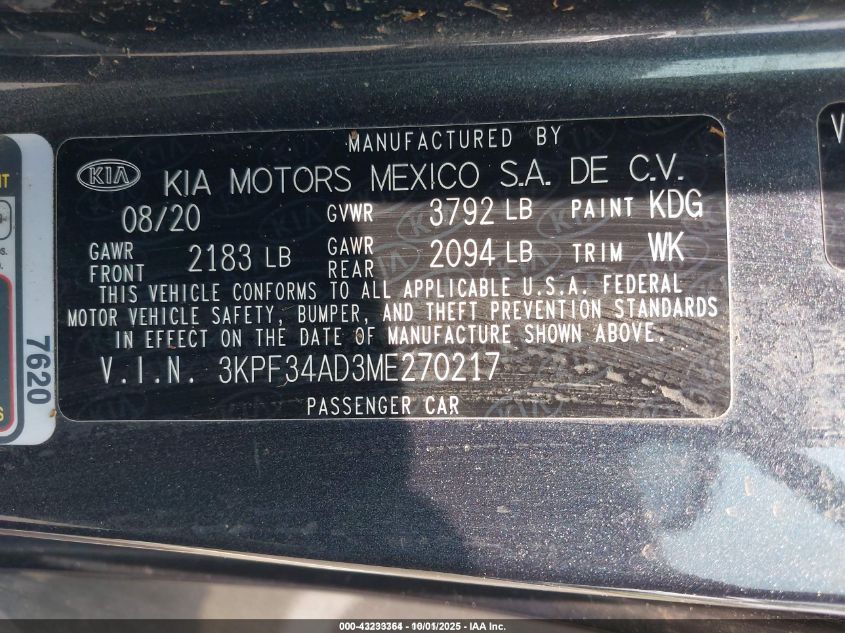 MANUFACTURED BY
KIA KIA MOTORS MEXICO S.A. DE C.V.
08/20 GVWR 3792 LB PAINT KDG
GAWR FRONT 2183 LB GAWR REAR 2094 LB TRIM WK
THIS VEHICLE CONFORMS TO ALL APPLICABLE U.S.A. FEDERAL
MOTOR VEHICLE SAFETY, BUMPER, AND THEFT PREVENTION STANDARDS
IN EFFECT ON THE DATE OF MANUFACTURE SHOWN ABOVE.
V.I.N. 3KPF34AD3ME270217
PASSENGER CAR
7620
000-43233364 - 10/01/2025 - IAA Inc.